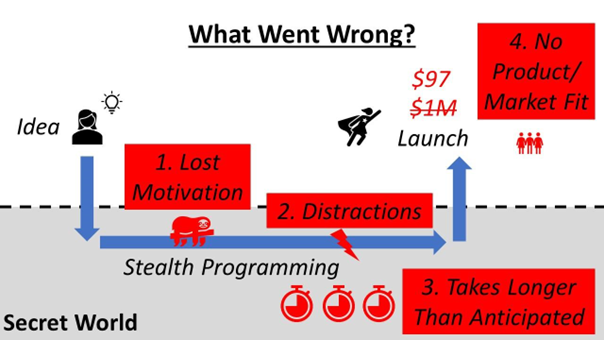 What Went Wrong?
4. No
Product/
Market Fit
$97
$1M
Launch
Idea
1. Lost
Motivation
2. Distractions
Stealth Programming
3. Takes Longer
Than Anticipated
Secret World